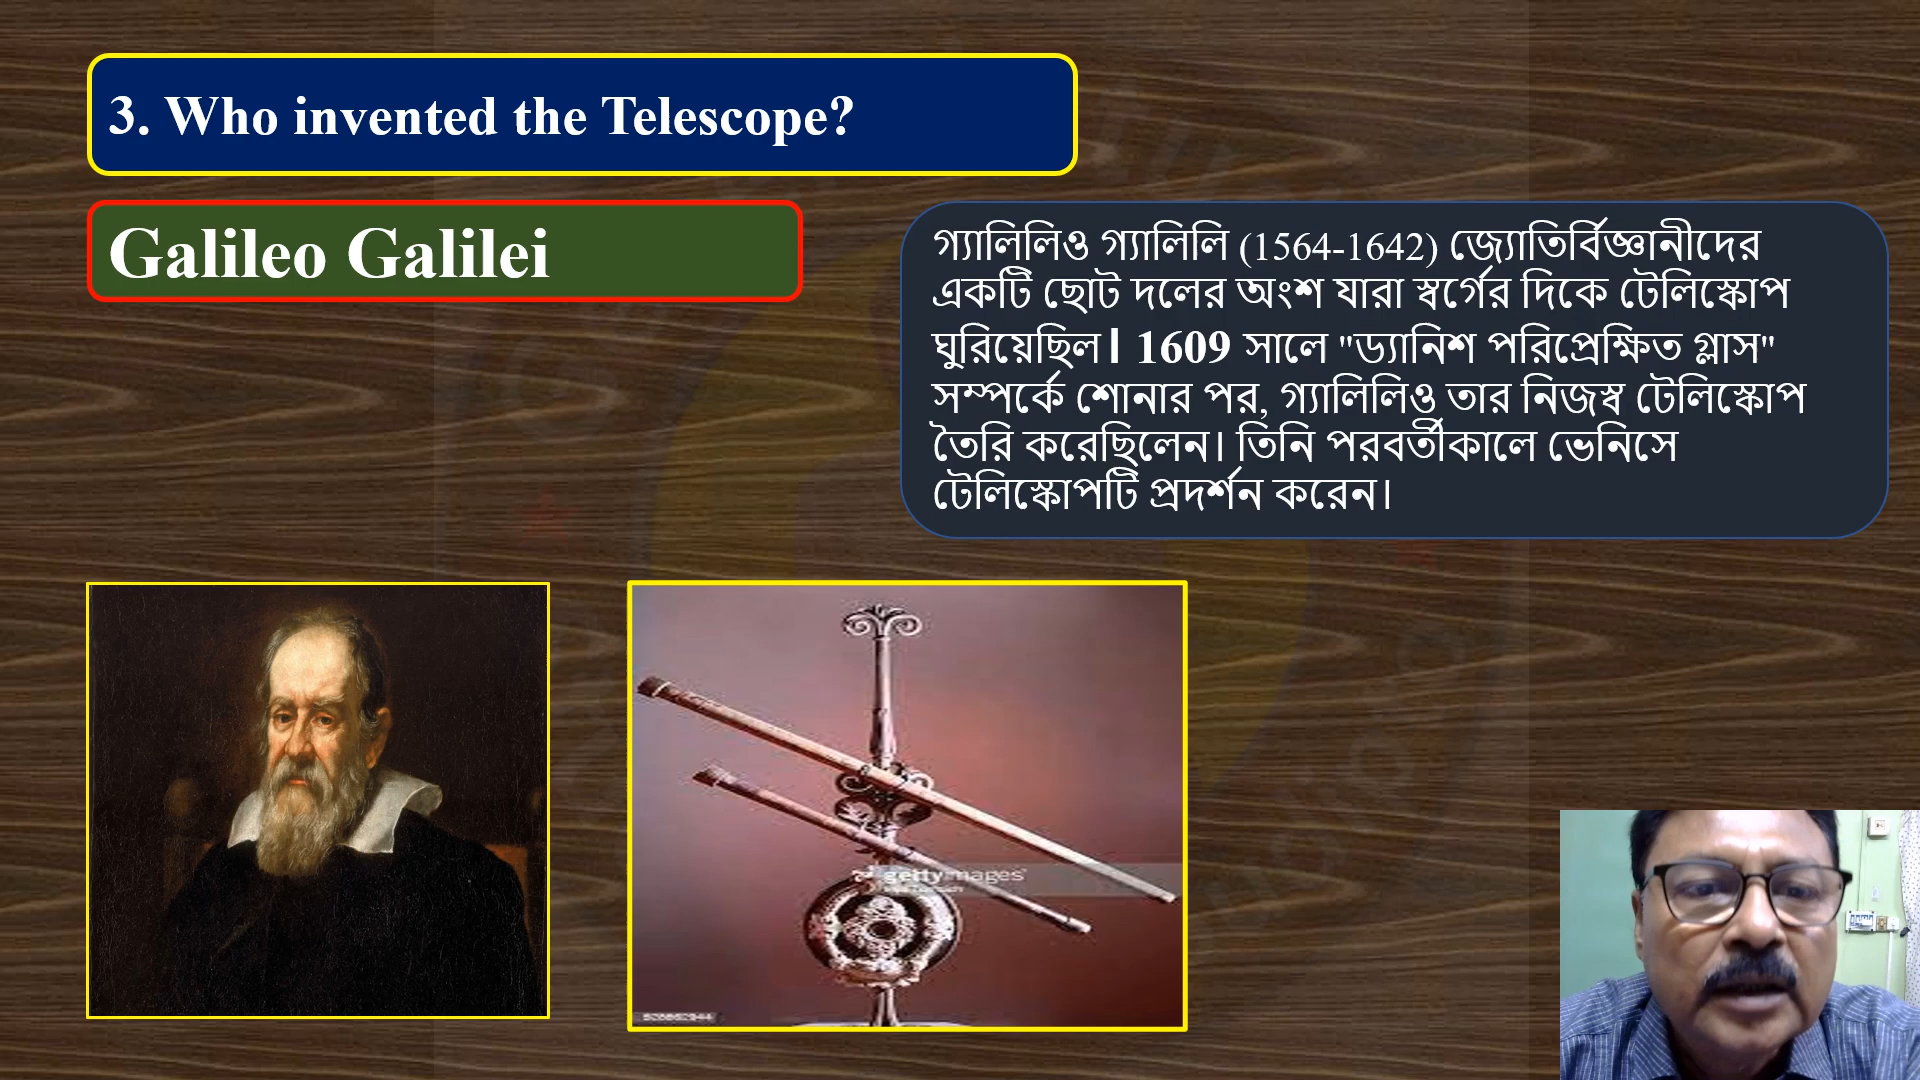 3. Who invented the Telescope?
Galileo Galilei
গ্যালিলিও গ্যালিলি (1564-1642) জ্যোতির্বিজ্ঞানীদের
একটি ছোট দলের অংশ যারা স্বর্গের দিকে টেলিস্কোপ
ঘুরিয়েছিল। 1609 সালে "ড্যানিশ পরিপ্রেক্ষিত গ্লাস"
সম্পর্কে শোনার পর, গ্যালিলিও তার নিজস্ব টেলিস্কোপ
তৈরি করেছিলেন। তিনি পরবর্তীকালে ভেনিসে
টেলিস্কোপটি প্রদর্শন করেন।
gettyimages